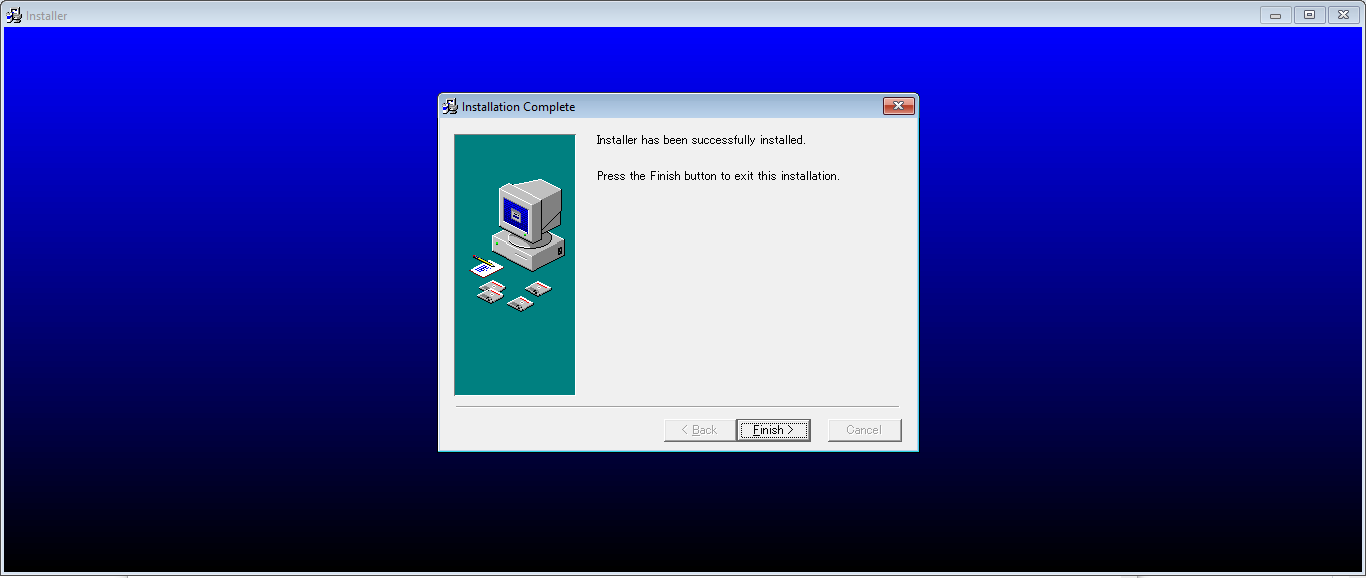 Installer
Installation Complete
Installer has been successfully installed.
Press the Finish button to exit this installation.
< Back
Finish >
Cancel